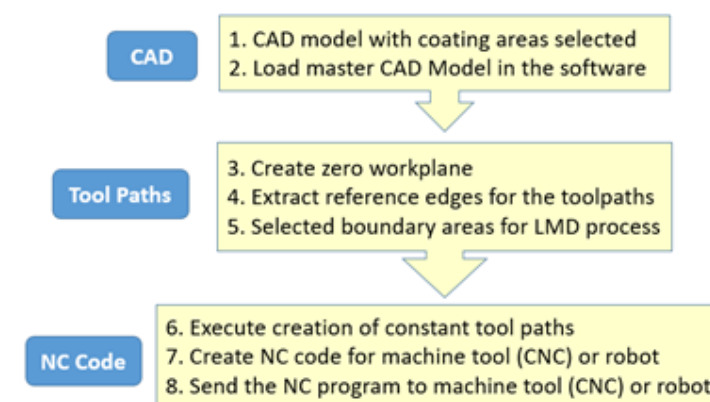 CAD
1. CAD model with coating areas selected
2. Load master CAD Model in the software
Tool Paths
3. Create zero workplane
4. Extract reference edges for the toolpaths
5. Selected boundary areas for LMD process
NC Code
6. Execute creation of constant tool paths
7. Create NC code for machine tool (CNC) or robot
8. Send the NC program to machine tool (CNC) or robot